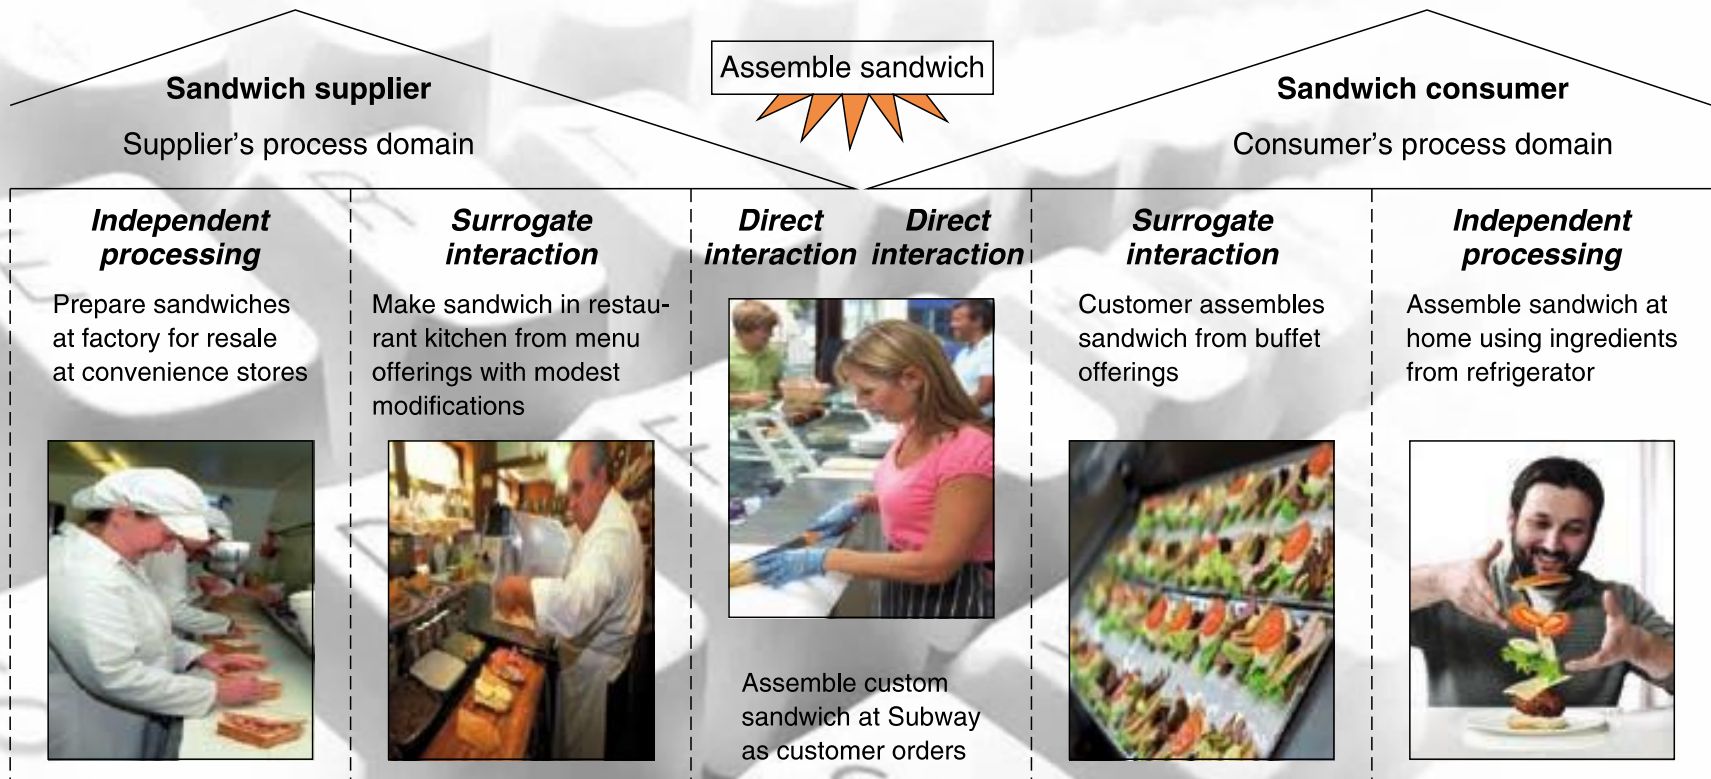 Assemble sandwich
Sandwich supplier
Supplier’s process domain
Sandwich consumer
Consumer’s process domain
Independent
processing
Prepare sandwiches
at factory for resale
at convenience stores
Surrogate
interaction
Make sandwich in restau-
rant kitchen from menu
offerings with modest
modifications
Direct
interaction
Direct
interaction
Assemble custom
sandwich at Subway
as customer orders
Surrogate
interaction
Customer assembles
sandwich from buffet
offerings
Independent
processing
Assemble sandwich at
home using ingredients
from refrigerator